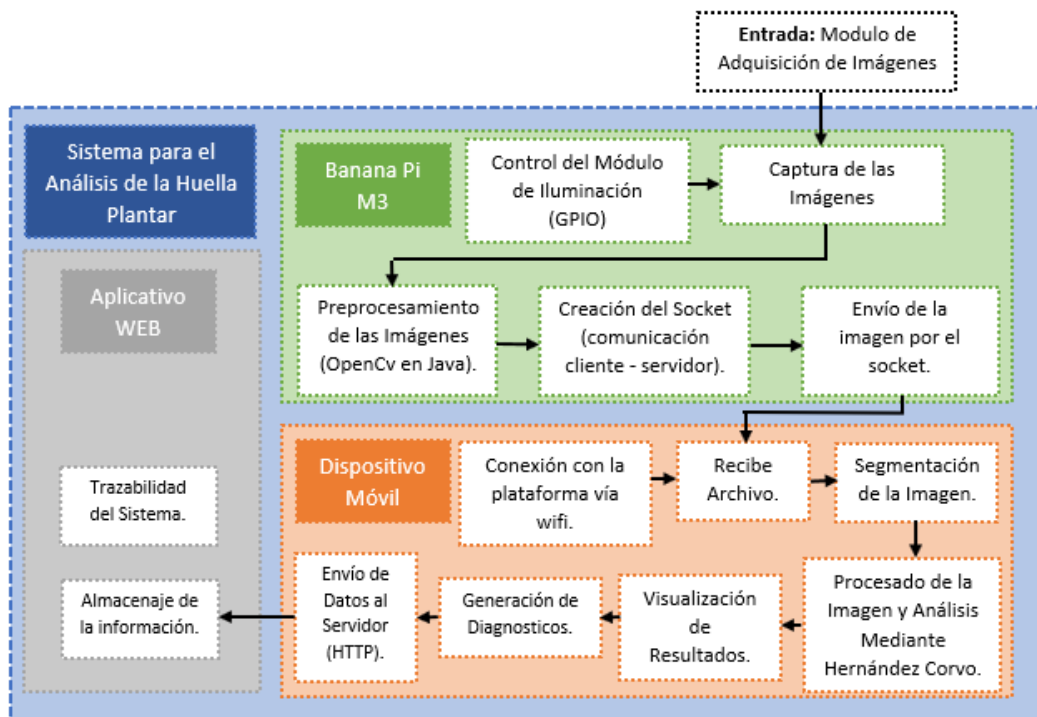 Entrada: Modulo de
Adquisición de Imágenes
Sistema para el
Análisis de la Huella
Plantar
Banana Pi
M3
Control del Módulo
de Iluminación
(GPIO)
Captura de las
Imágenes
Aplicativo
WEB
Preprocesamiento
de las Imágenes
(OpenCv en Java).
Creación del Socket
(comunicación
cliente - servidor).
Envío de la
imagen por el
socket.
Dispositivo
Móvil
Conexión con la
plataforma vía
wifi.
Recibe
Archivo.
Segmentación
de la Imagen.
Trazabilidad
del Sistema.
Almacenaje de
la información.
Envío de
Datos al
Servidor
(HTTP).
Generación de
Diagnosticos.
Visualización
de
Resultados.
Procesado de la
Imagen y Análisis
Mediante
Hernández Corvo.